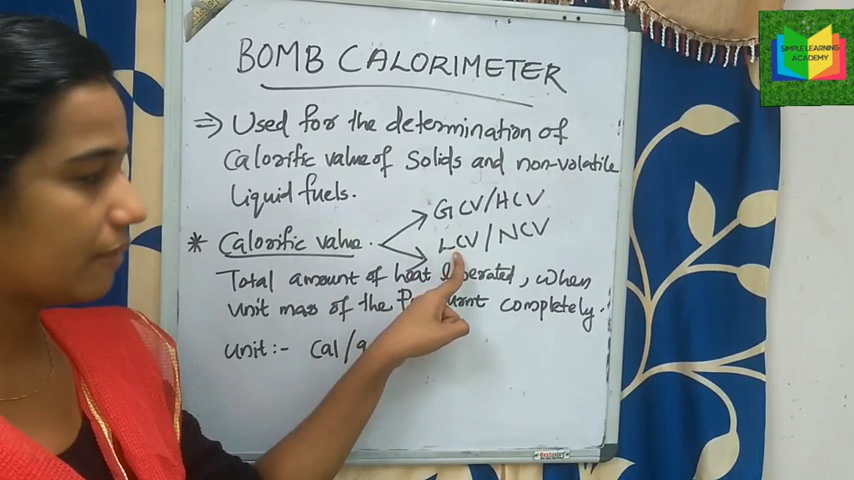 BOMB CALORIMETER
⇒ Used for the determination of
Calorific value of Solids and non-volatile
liquid fuels.
GCV/HCV
* Calorific value.
LCV/NCV
Total amount of heat liberated, when
unit mass of the completely.
unit:- Cal/g
SIMPLE LEARNING
ACADEMY